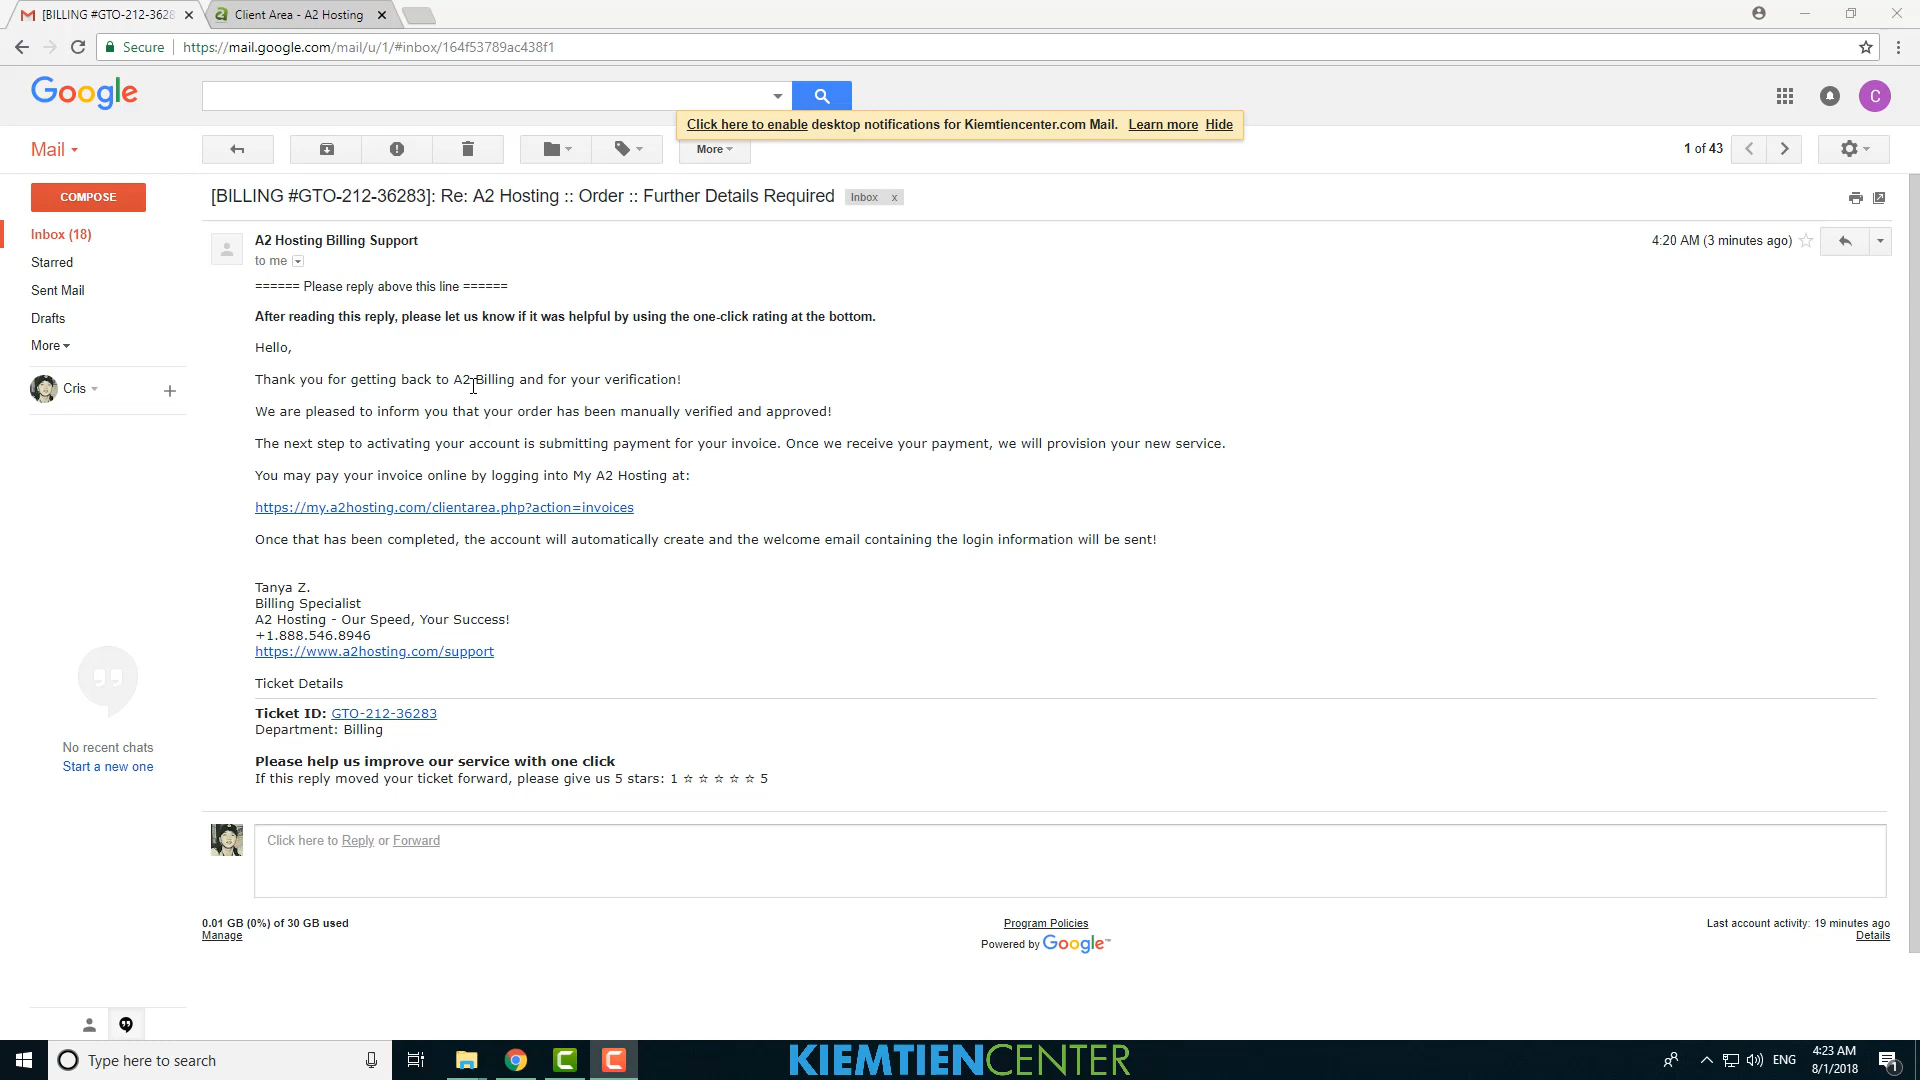 [BILLING #GTO-212-3628
Client Area - A2 Hosting
Secure
https://mail.google.com/mail/u/1/#inbox/164f53789ac438f1
Google
C
Click here to enable desktop notifications for Kiemtiencenter.com Mail. Learn more Hide
Mail
More
1 of 43
COMPOSE
[BILLING #GTO-212-36283]: Re: A2 Hosting :: Order :: Further Details Required
Inbox x
Inbox (18)
Starred
Sent Mail
Drafts
More
Cris
No recent chats
Start a new one
A2 Hosting Billing Support
4:20 AM (3 minutes ago)
to me
====== Please reply above this line ======
After reading this reply, please let us know if it was helpful by using the one-click rating at the bottom.
Hello,
Thank you for getting back to A2 Billing and for your verification!
We are pleased to inform you that your order has been manually verified and approved!
The next step to activating your account is submitting payment for your invoice. Once we receive your payment, we will provision your new service.
You may pay your invoice online by logging into My A2 Hosting at:
https://my.a2hosting.com/clientarea.php?action=invoices
Once that has been completed, the account will automatically create and the welcome email containing the login information will be sent!
Tanya Z.
Billing Specialist
A2 Hosting - Our Speed, Your Success!
+1.888.546.8946
https://www.a2hosting.com/support
Ticket Details
Ticket ID: GTO-212-36283
Department: Billing
Please help us improve our service with one click
If this reply moved your ticket forward, please give us 5 stars: 1 ☆ ☆ ☆ ☆ ☆ 5
Click here to Reply or Forward
0.01 GB (0%) of 30 GB used
Manage
Program Policies
Powered by Google™
Last account activity: 19 minutes ago
Details
Type here to search
KIEMTIENCENTER
ENG
4:23 AM
8/1/2018
1